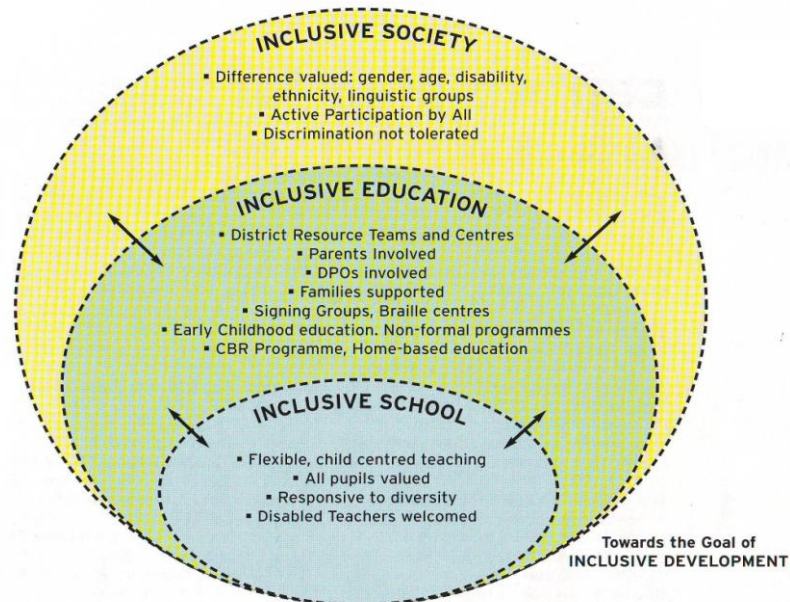 INCLUSIVE SOCIETY
▪ Difference valued: gender, age, disability,
ethnicity, linguistic groups
▪ Active Participation by All
▪ Discrimination not tolerated
INCLUSIVE EDUCATION
▪ District Resource Teams and Centres
▪ Parents Involved
▪ DPOs involved
▪ Families supported
▪ Signing Groups, Braille centres
▪ Early Childhood education. Non-formal programmes
▪ CBR Programme, Home-based education
INCLUSIVE SCHOOL
▪ Flexible, child centred teaching
▪ All pupils valued
▪ Responsive to diversity
▪ Disabled Teachers welcomed
Towards the Goal of
INCLUSIVE DEVELOPMENT